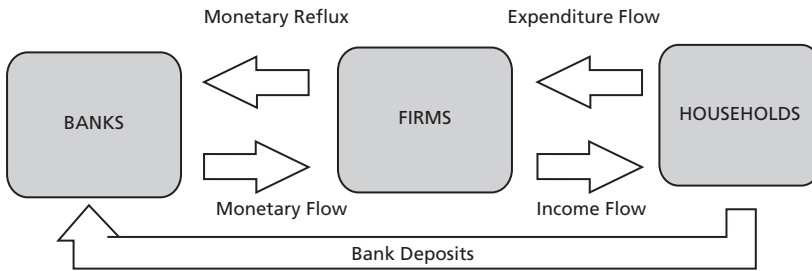 Monetary Reflux
Expenditure Flow
BANKS
FIRMS
HOUSEHOLDS
Monetary Flow
Income Flow
Bank Deposits